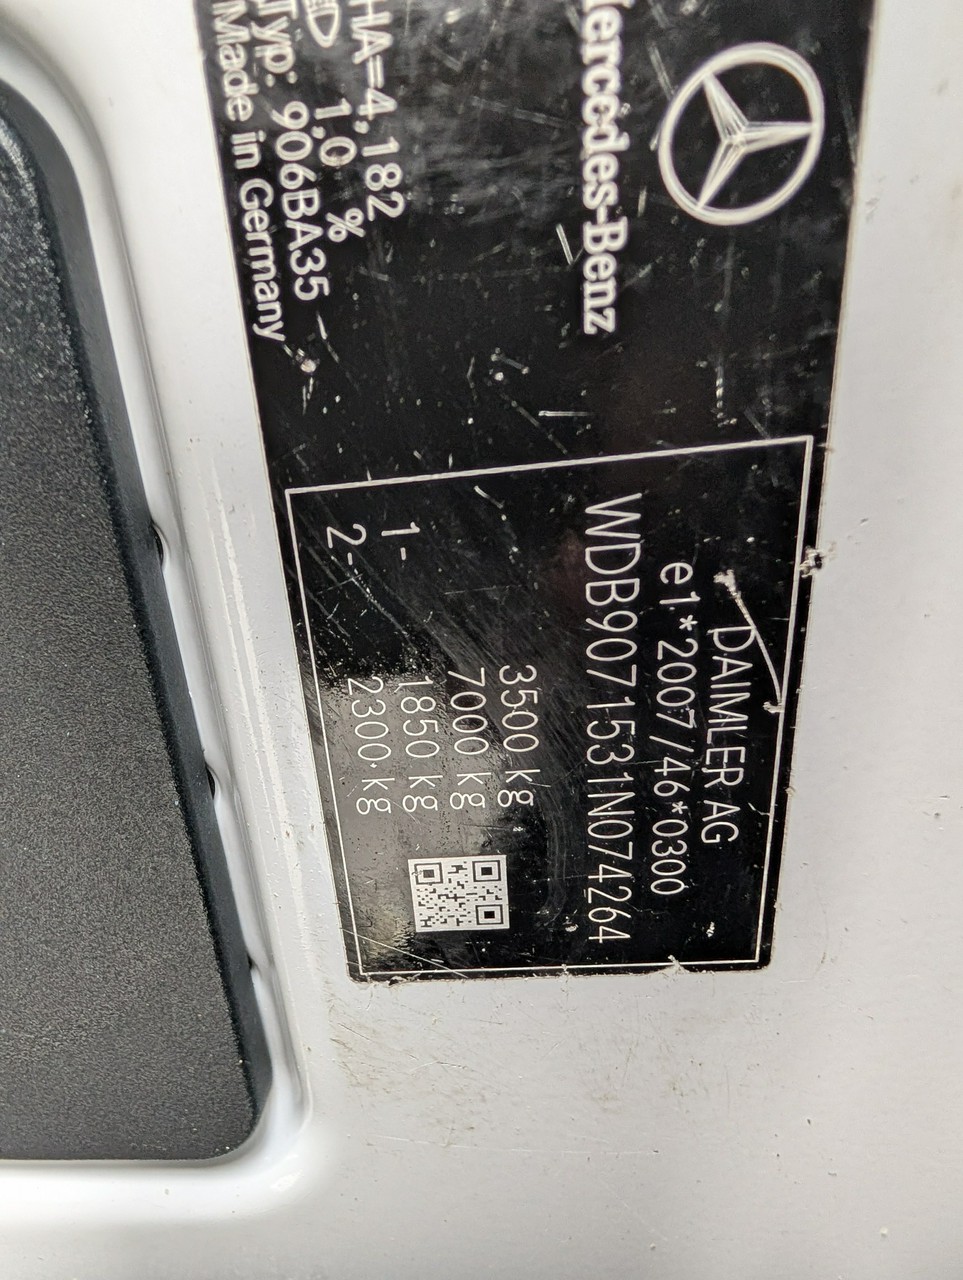 Mercedes-Benz
HA=4,182
1,0 %
Typ: 906BA35
Made in Germany
DAIMLER AG
e1*2007/46*0300
WDB9071531N074264
3500 kg
7000 kg
1- 1850 kg
2- 2300 kg